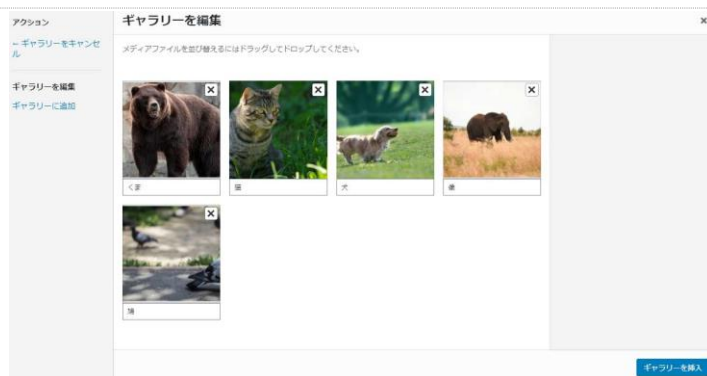 アクション
← ギャラリーをキャンセ
ル
ギャラリーを編集
ギャラリーに追加
ギャラリーを編集
メディアファイルを並び替えるにはドラッグしてドロップしてください。
くま
猫
犬
象
鳩
ギャラリーを挿入